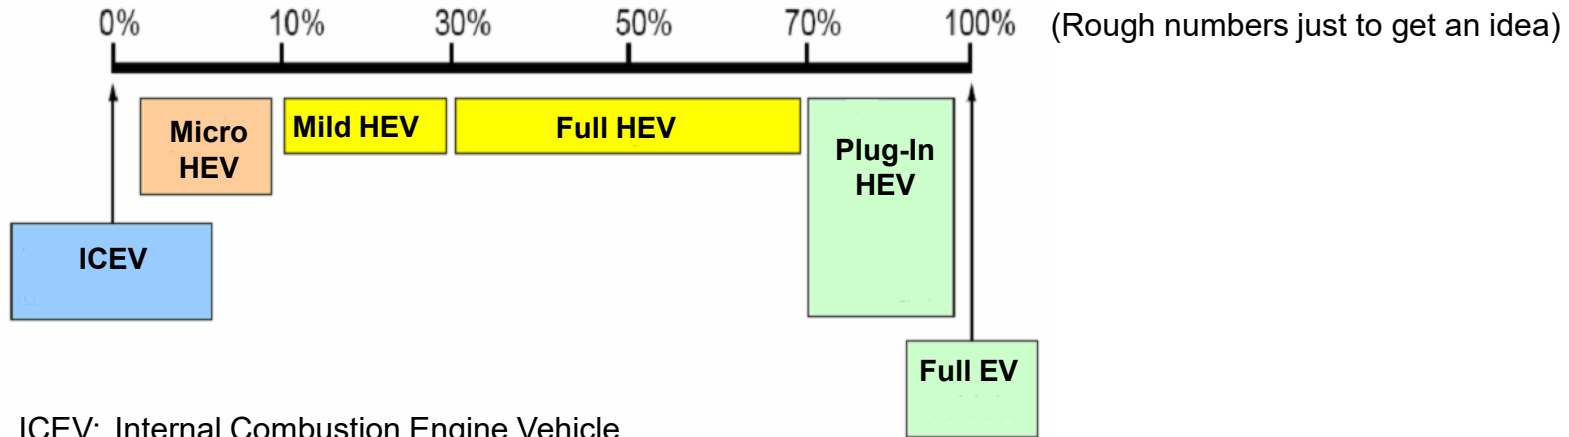 0% 10% 30% 50% 70% 100% (Rough numbers just to get an idea)
Micro
HEV
Mild HEV
Full HEV
Plug-In
HEV
ICEV
Full EV
ICEV: Internal Combustion Engine Vehicle